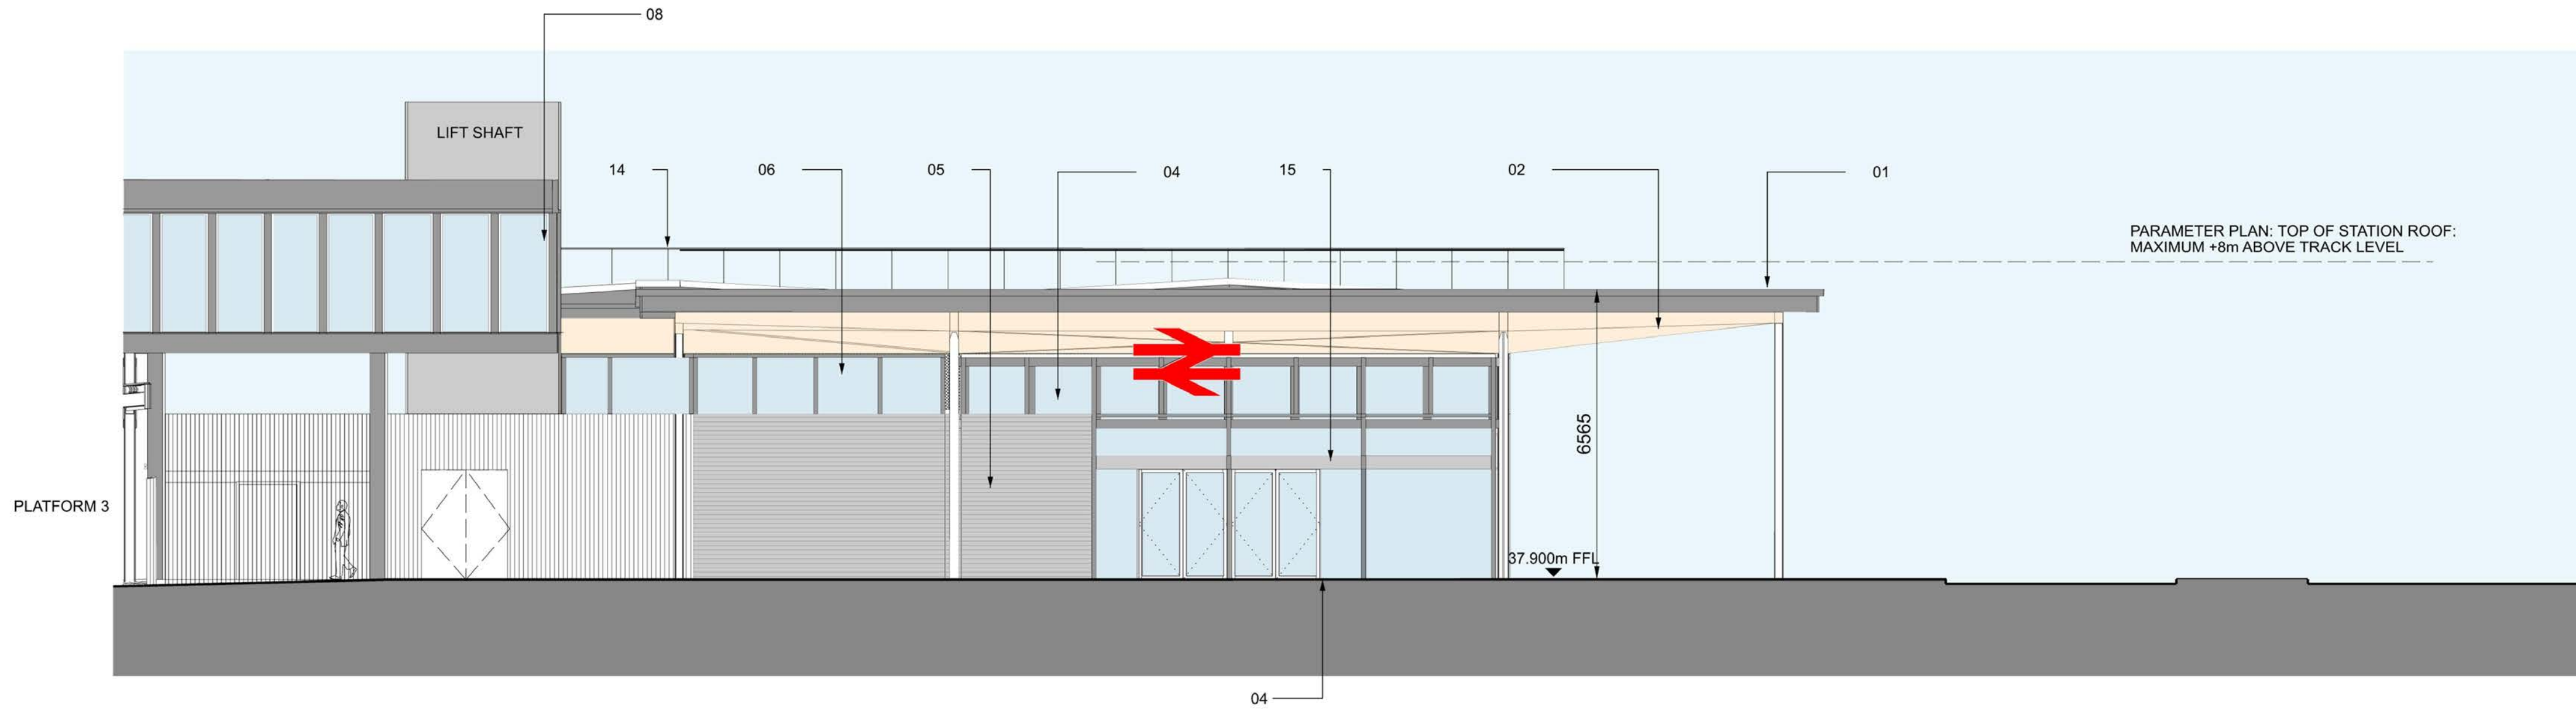 08
LIFT SHAFT
14
06
05
04
15
02
01
PARAMETER PLAN: TOP OF STATION ROOF:
MAXIMUM +8m ABOVE TRACK LEVEL
6565
PLATFORM 3
37.900m FFL
04